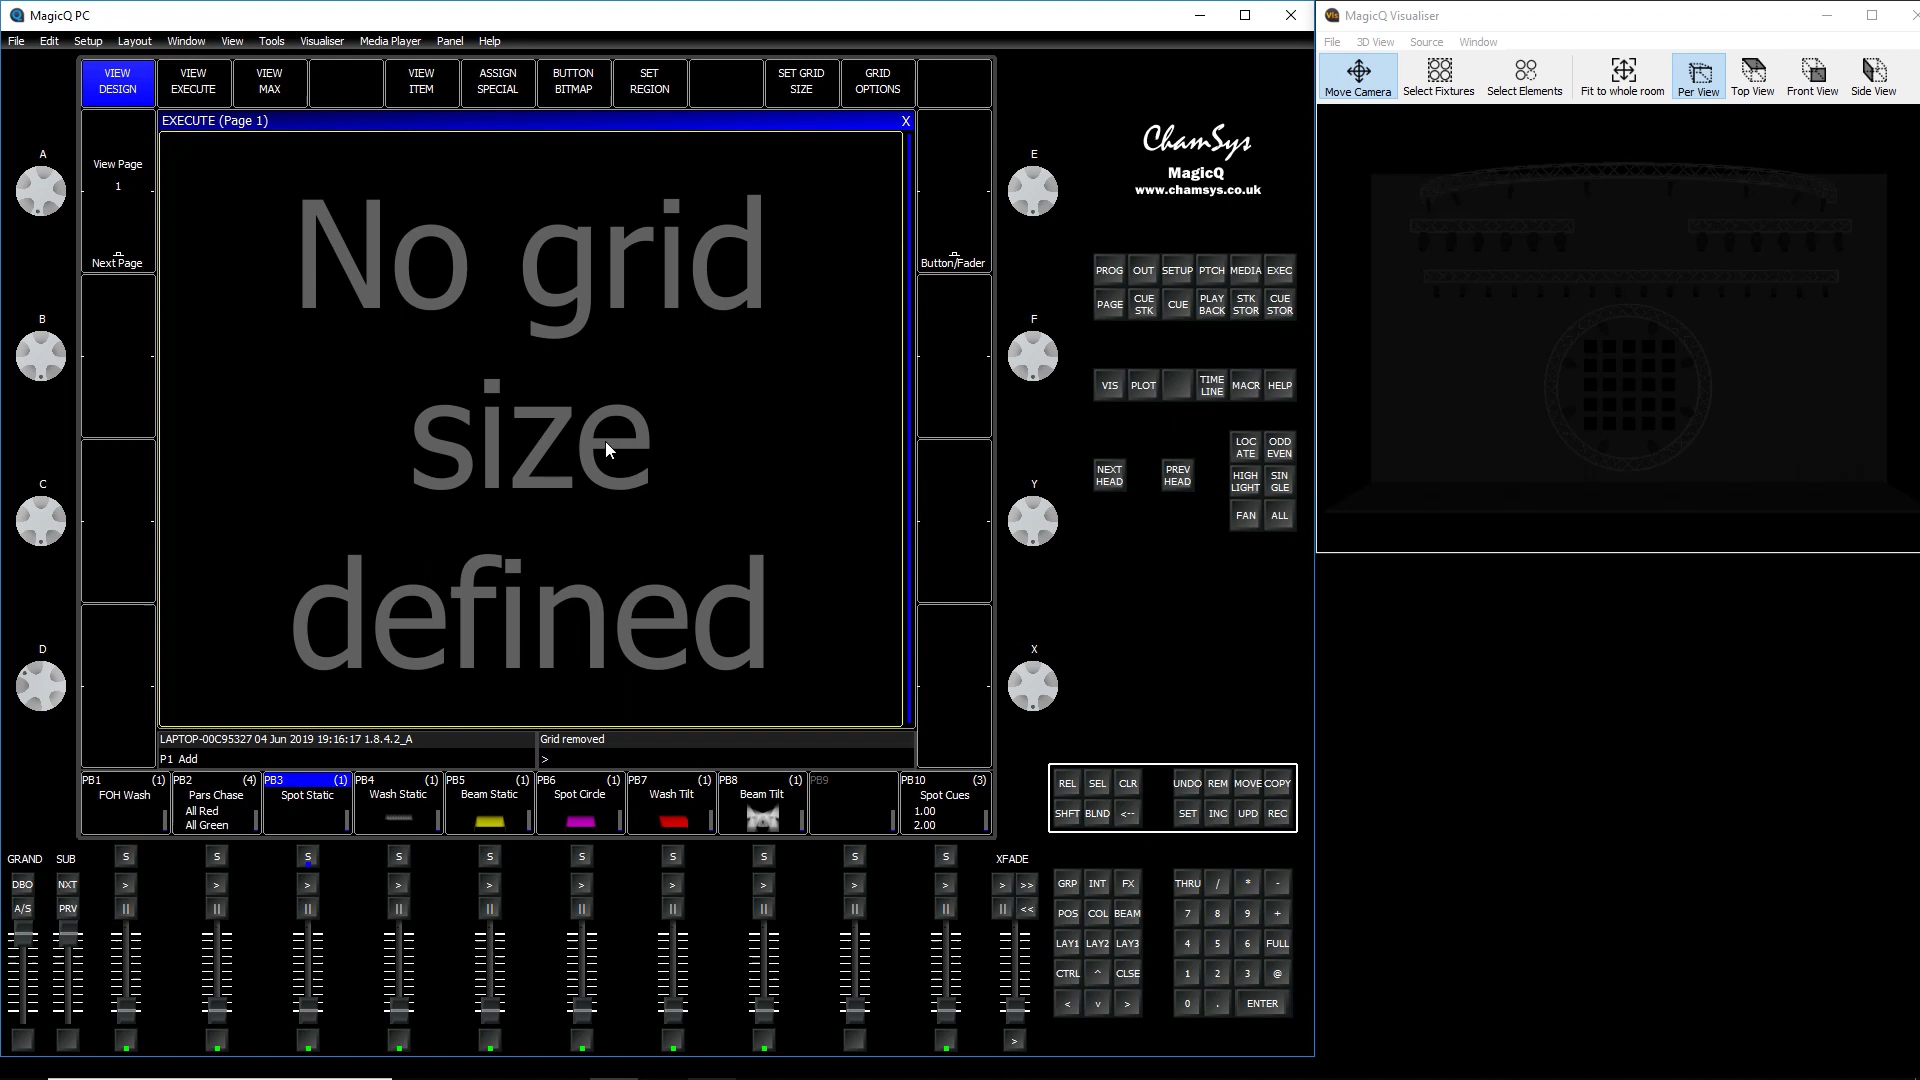 MagicQ PC
File Edit Setup Layout Window View Tools Visualiser Media Player Panel Help
VIEW DESIGN
VIEW EXECUTE
VIEW MAX
VIEW ITEM
ASSIGN SPECIAL
BUTTON BITMAP
SET REGION
SET GRID SIZE
GRID OPTIONS
EXECUTE (Page 1) X
View Page
1
Next Page
Button/Fader
No grid
size
defined
A
B
C
D
E
F
Y
X
LAPTOP-00C95327 04 Jun 2019 19:16:17 1.8.4.2_A
Grid removed
P1 Add
>
PB1 (1)
FOH Wash
PB2 (4)
Pars Chase
All Red
All Green
PB3 (1)
Spot Static
PB4 (1)
Wash Static
PB5 (1)
Beam Static
PB6 (1)
Spot Circle
PB7 (1)
Wash Tilt
PB8 (1)
Beam Tilt
PB9
PB10 (3)
Spot Cues
1.00
2.00
GRAND SUB
S S S S S S S S S S
XFADE
DBO NXT > > > > > > > > > > > >>
A/S PRV || || || || || || || || || || || <<
>
ChamSys
MagicQ
www.chamsys.co.uk
PROG OUT SETUP PTCH MEDIA EXEC
PAGE CUE STK CUE PLAY BACK STK STOR CUE STOR
VIS PLOT TIME LINE MACR HELP
LOC ATE ODD EVEN
NEXT HEAD PREV HEAD HIGH LIGHT SIN GLE
FAN ALL
REL SEL CLR UNDO REM MOVE COPY
SHFT BLND <-- SET INC UPD REC
GRP INT FX THRU / * -
POS COL BEAM 7 8 9 +
LAY1 LAY2 LAY3 4 5 6 FULL
CTRL ^ CLSE 1 2 3 @
< v > 0 . ENTER
Vis MagicQ Visualiser
File 3D View Source Window
Move Camera Select Fixtures Select Elements Fit to whole room Per View Top View Front View Side View